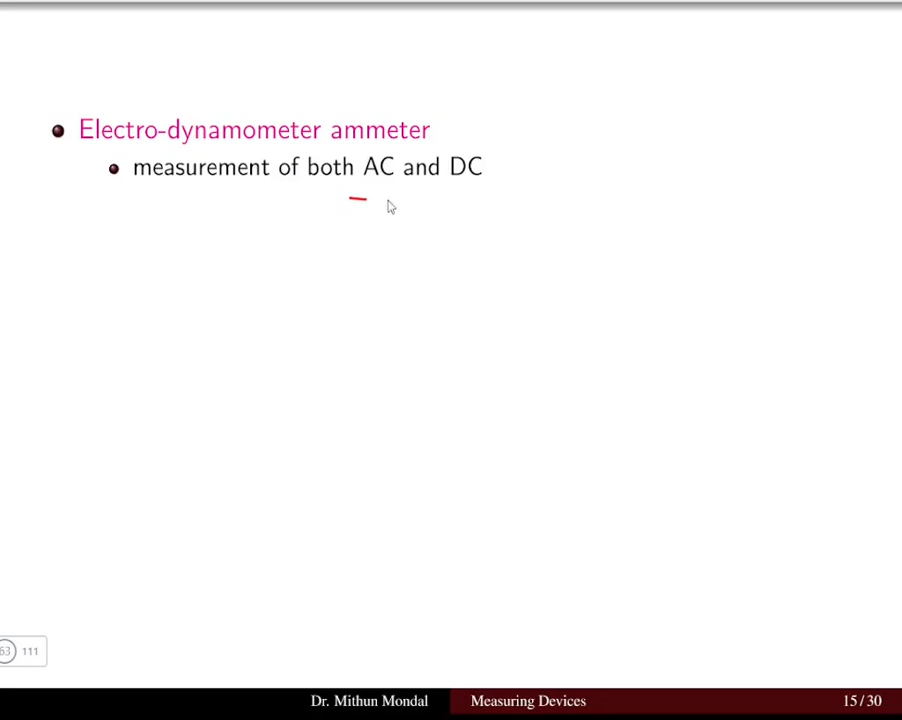 Electro-dynamometer ammeter
measurement of both AC and DC
63 111
Dr. Mithun Mondal Measuring Devices 15 / 30